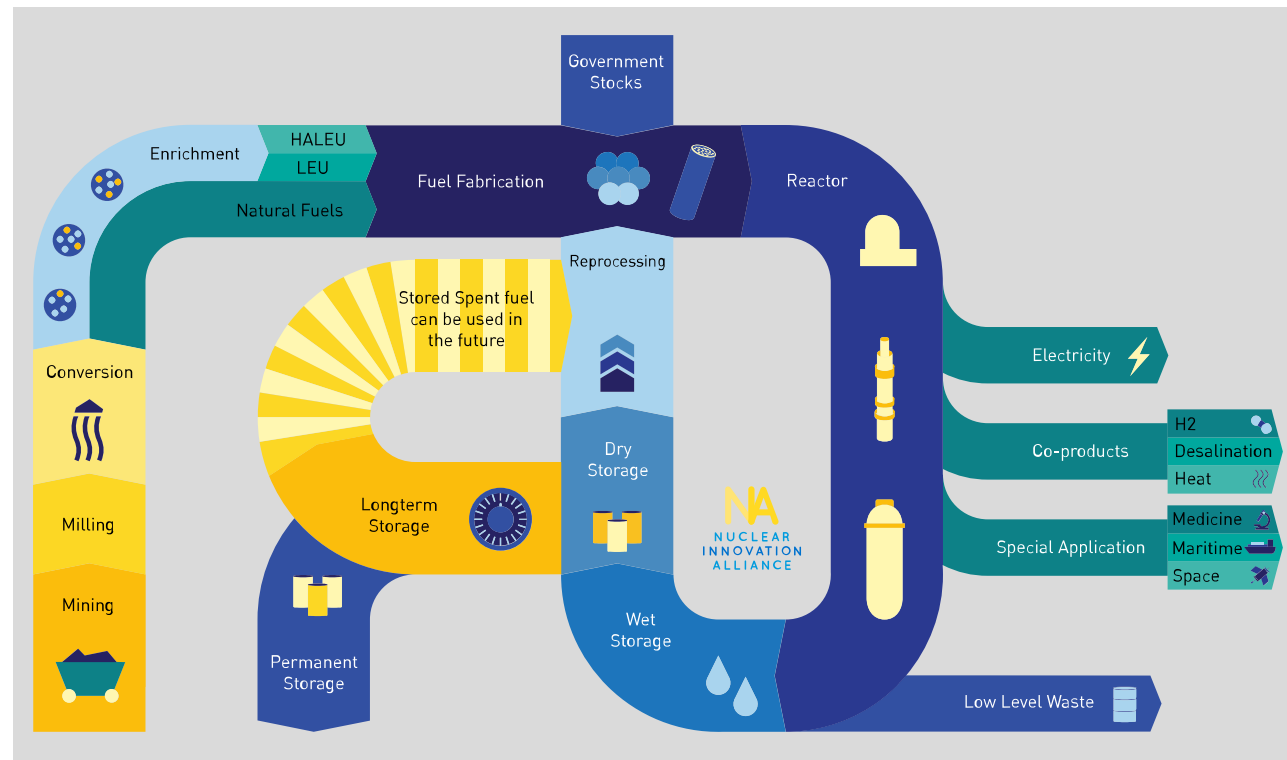 Government
Stocks
HALEU
Enrichment
LEU
Fuel Fabrication
Reactor
Natural Fuels
Reprocessing
Stored Spent fuel
can be used in
the future
Electricity
Conversion
H2
Co-products
Desalination
Heat
Dry
Storage
Longterm
Storage
Milling
NIA
NUCLEAR
INNOVATION
ALLIANCE
Medicine
Special Application
Maritime
Space
Mining
Wet
Storage
Permanent
Storage
Low Level Waste